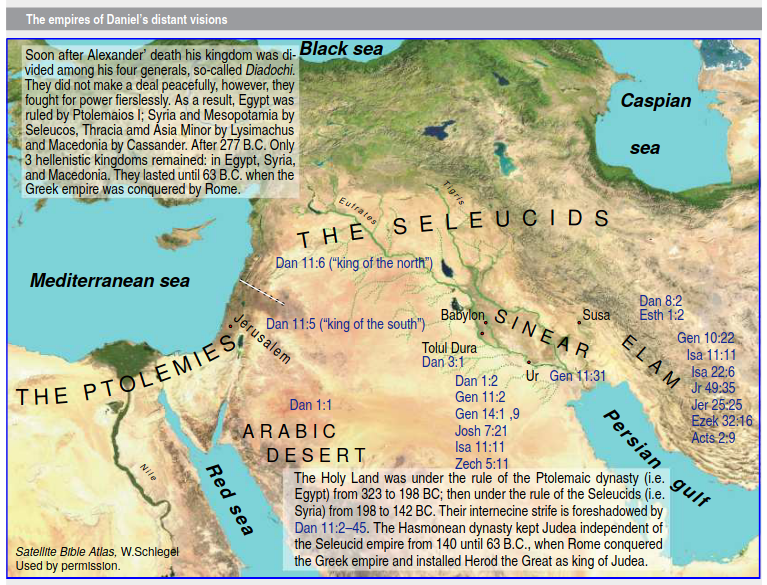 The empires of Daniel's distant visions
Soon after Alexander' death his kingdom was di-
vided among his four generals, so-called Diadochi.
They did not make a deal peacefully, however, they
fought for power fierslessly. As a result, Egypt was
ruled by Ptolemaios I; Syria and Mesopotamia by
Seleucos, Thracia amd Asia Minor by Lysimachus
and Macedonia by Cassander. After 277 B.C. Only
3 hellenistic kingdoms remained: in Egypt, Syria,
and Macedonia. They lasted until 63 B.C. when the
Greek empire was conquered by Rome.
Black sea
Caspian
sea
Eufrates
Tigris
THE SELEUCIDS
Mediterranean sea
Dan 11:6 ("king of the north")
Dan 11:5 ("king of the south")
Jerusalem
Babylon
SINEAR
Susa
Dan 8:2
Esth 1:2
ELAM
Gen 10:22
Isa 11:11
Isa 22:6
Jr 49:35
Jer 25:25
Ezek 32:16
Acts 2:9
Tolul Dura
Dan 3:1
Ur
Gen 11:31
Dan 1:2
Gen 11:2
Gen 14:1 ,9
Josh 7:21
Isa 11:11
Zech 5:11
THE PTOLEMIES
Dan 1:1
ARABIC
DESERT
Nile
Red sea
Persian gulf
The Holy Land was under the rule of the Ptolemaic dynasty (i.e.
Egypt) from 323 to 198 BC; then under the rule of the Seleucids (i.e.
Syria) from 198 to 142 BC. Their internecine strife is foreshadowed by
Dan 11:2–45. The Hasmonean dynasty kept Judea independent of
the Seleucid empire from 140 until 63 B.C., when Rome conquered
the Greek empire and installed Herod the Great as king of Judea.
Satellite Bible Atlas, W.Schlegel
Used by permission.